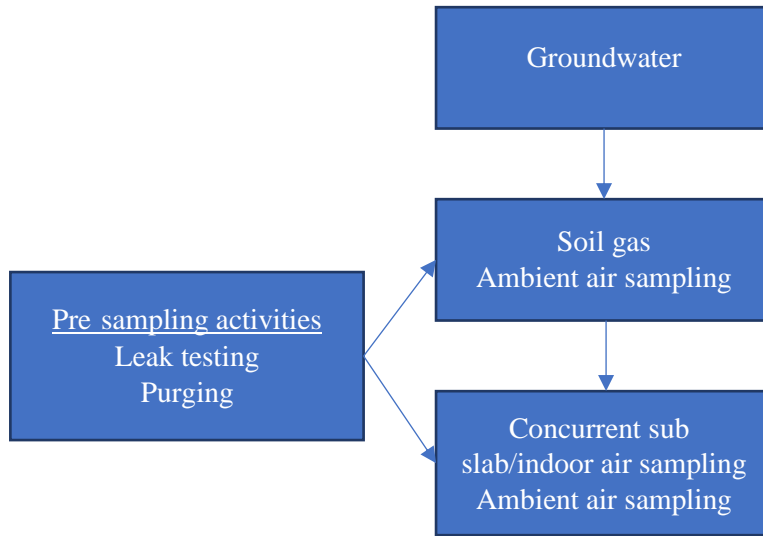 Groundwater
Soil gas
Ambient air sampling
Pre sampling activities
Leak testing
Purging
Concurrent sub
slab/indoor air sampling
Ambient air sampling